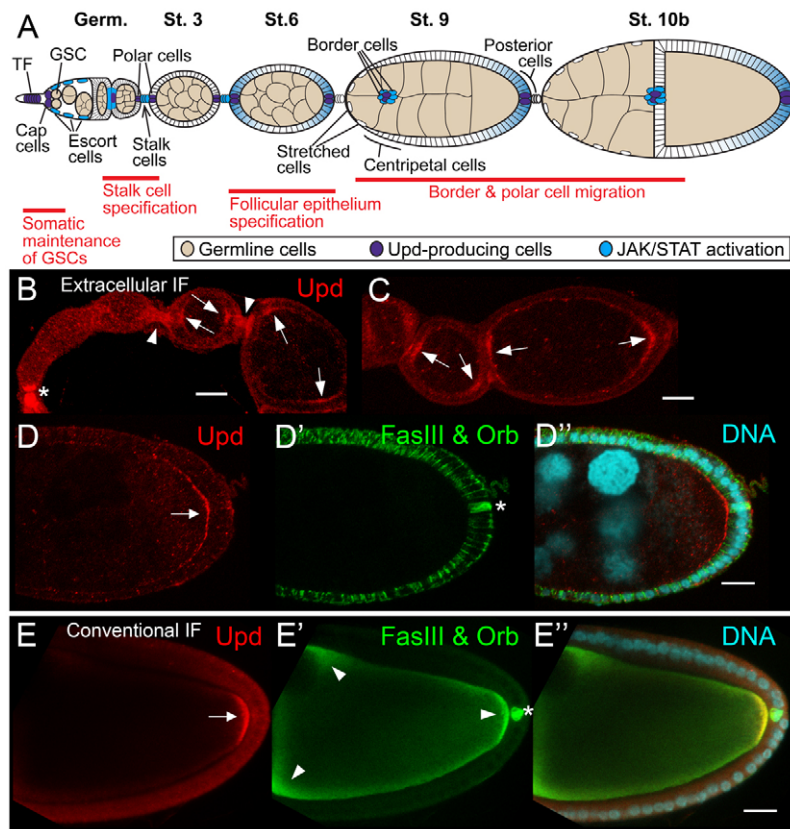 A
Germ. St. 3 St.6 St. 9 St. 10b
TF
GSC
Polar cells
Border cells
Posterior
cells
Cap
cells
Escort
cells
Stalk
cells
Stretched
cells
Centripetal cells
Somatic
maintenance
of GSCs
Stalk cell
specification
Follicular epithelium
specification
Border & polar cell migration
Germline cells Upd-producing cells JAK/STAT activation
B Extracellular IF Upd
*
C
D Upd
D' FasIII & Orb
*
D'' DNA
E Conventional IF Upd
E' FasIII & Orb
*
E'' DNA